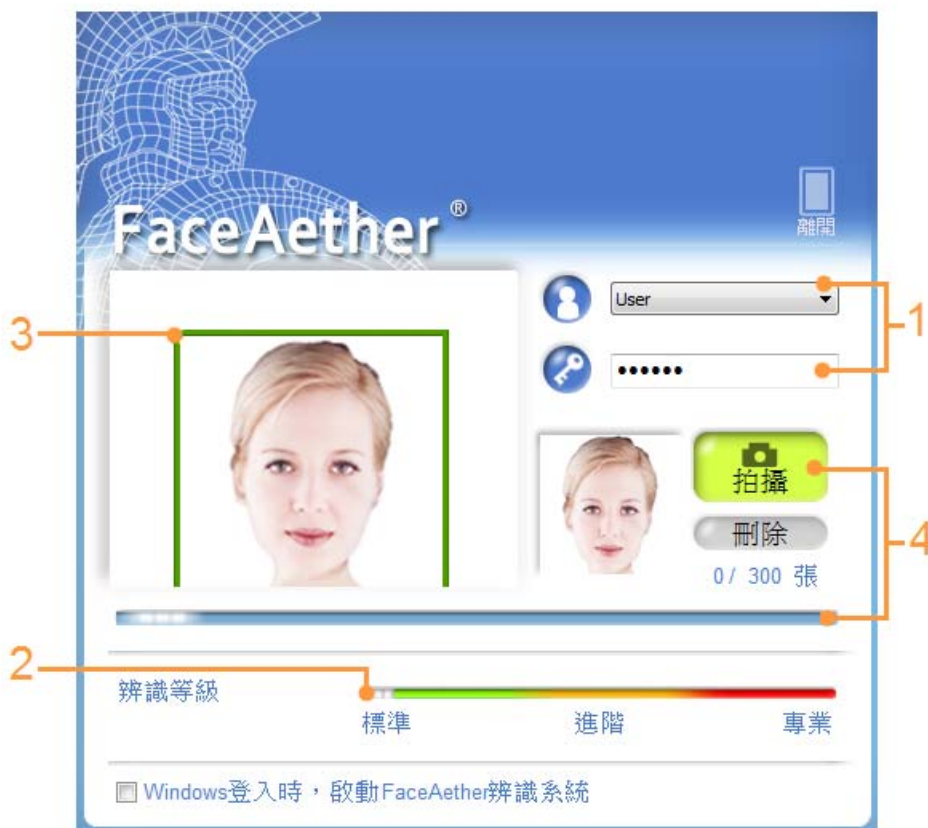 FaceAether®
離開
User
••••••
拍攝
刪除
0 / 300 張
辨識等級
標準
進階
專業
Windows登入時，啟動FaceAether辨識系統
1
2
3
4